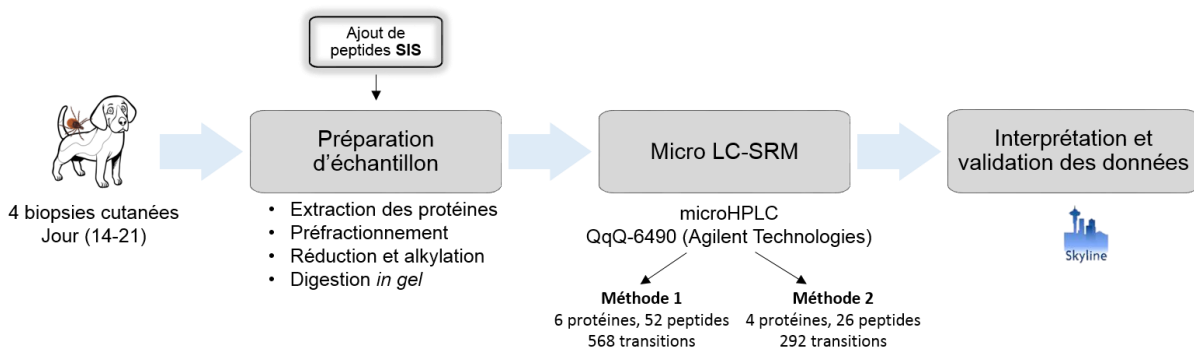 Ajout de
peptides SIS
Préparation
d'échantillon
Micro LC-SRM
Interprétation et
validation des données
4 biopsies cutanées
Jour (14-21)
• Extraction des protéines
• Préfractionnement
• Réduction et alkylation
• Digestion in gel
microHPLC
QqQ-6490 (Agilent Technologies)
Skyline
Méthode 1
6 protéines, 52 peptides
568 transitions
Méthode 2
4 protéines, 26 peptides
292 transitions